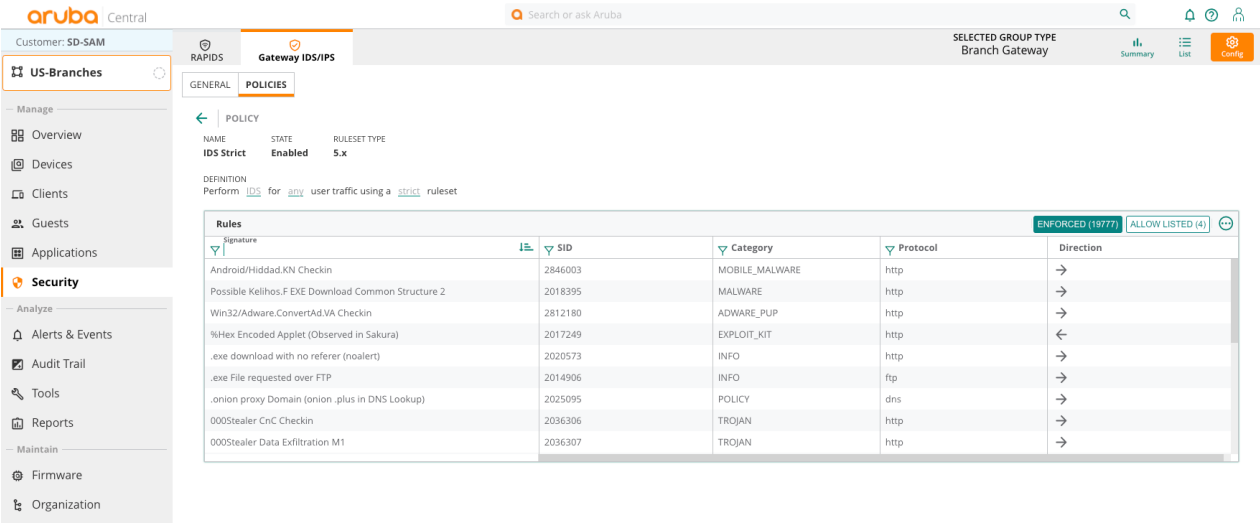 aruba Central
Search or ask Aruba
Customer: SD-SAM
US-Branches
Manage
Overview
Devices
Clients
Guests
Applications
Security
Analyze
Alerts & Events
Audit Trail
Tools
Reports
Maintain
Firmware
Organization
RAPIDS
Gateway IDS/IPS
SELECTED GROUP TYPE
Branch Gateway
Summary
List
Config
GENERAL POLICIES
POLICY
NAME STATE RULESET TYPE
IDS Strict Enabled 5.x
DEFINITION
Perform IDS for any user traffic using a strict ruleset
Rules ENFORCED (19777) ALLOW LISTED (4)
Signature SID Category Protocol Direction
Android/Hiddad.KN Checkin 2846003 MOBILE_MALWARE http →
Possible Kelihos.F EXE Download Common Structure 2 2018395 MALWARE http →
Win32/Adware.ConvertAd.VA Checkin 2812180 ADWARE_PUP http →
%Hex Encoded Applet (Observed in Sakura) 2017249 EXPLOIT_KIT http ←
.exe download with no referer (noalert) 2020573 INFO http →
.exe File requested over FTP 2014906 INFO ftp →
.onion proxy Domain (onion .plus in DNS Lookup) 2025095 POLICY dns →
000Stealer CnC Checkin 2036306 TROJAN http →
000Stealer Data Exfiltration M1 2036307 TROJAN http →